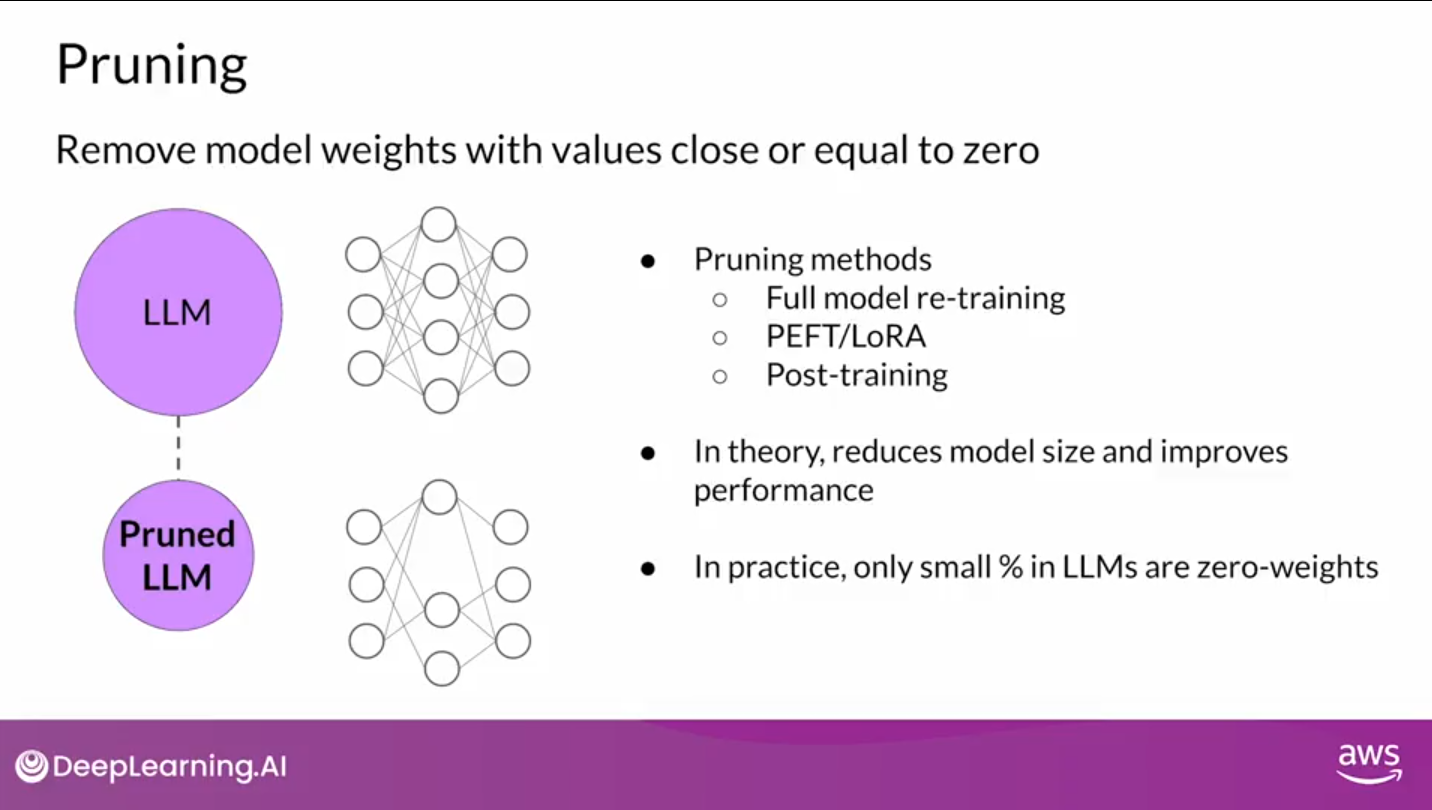 Pruning
Remove model weights with values close or equal to zero
LLM
Pruned
LLM
● Pruning methods
○ Full model re-training
○ PEFT/LoRA
○ Post-training
● In theory, reduces model size and improves
performance
● In practice, only small % in LLMs are zero-weights
DeepLearning.AI
aws